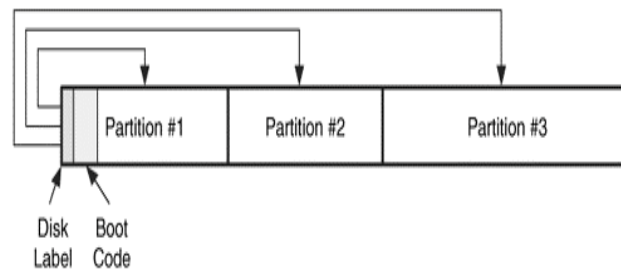 Partition #1
Partition #2
Partition #3
Disk
Label
Boot
Code